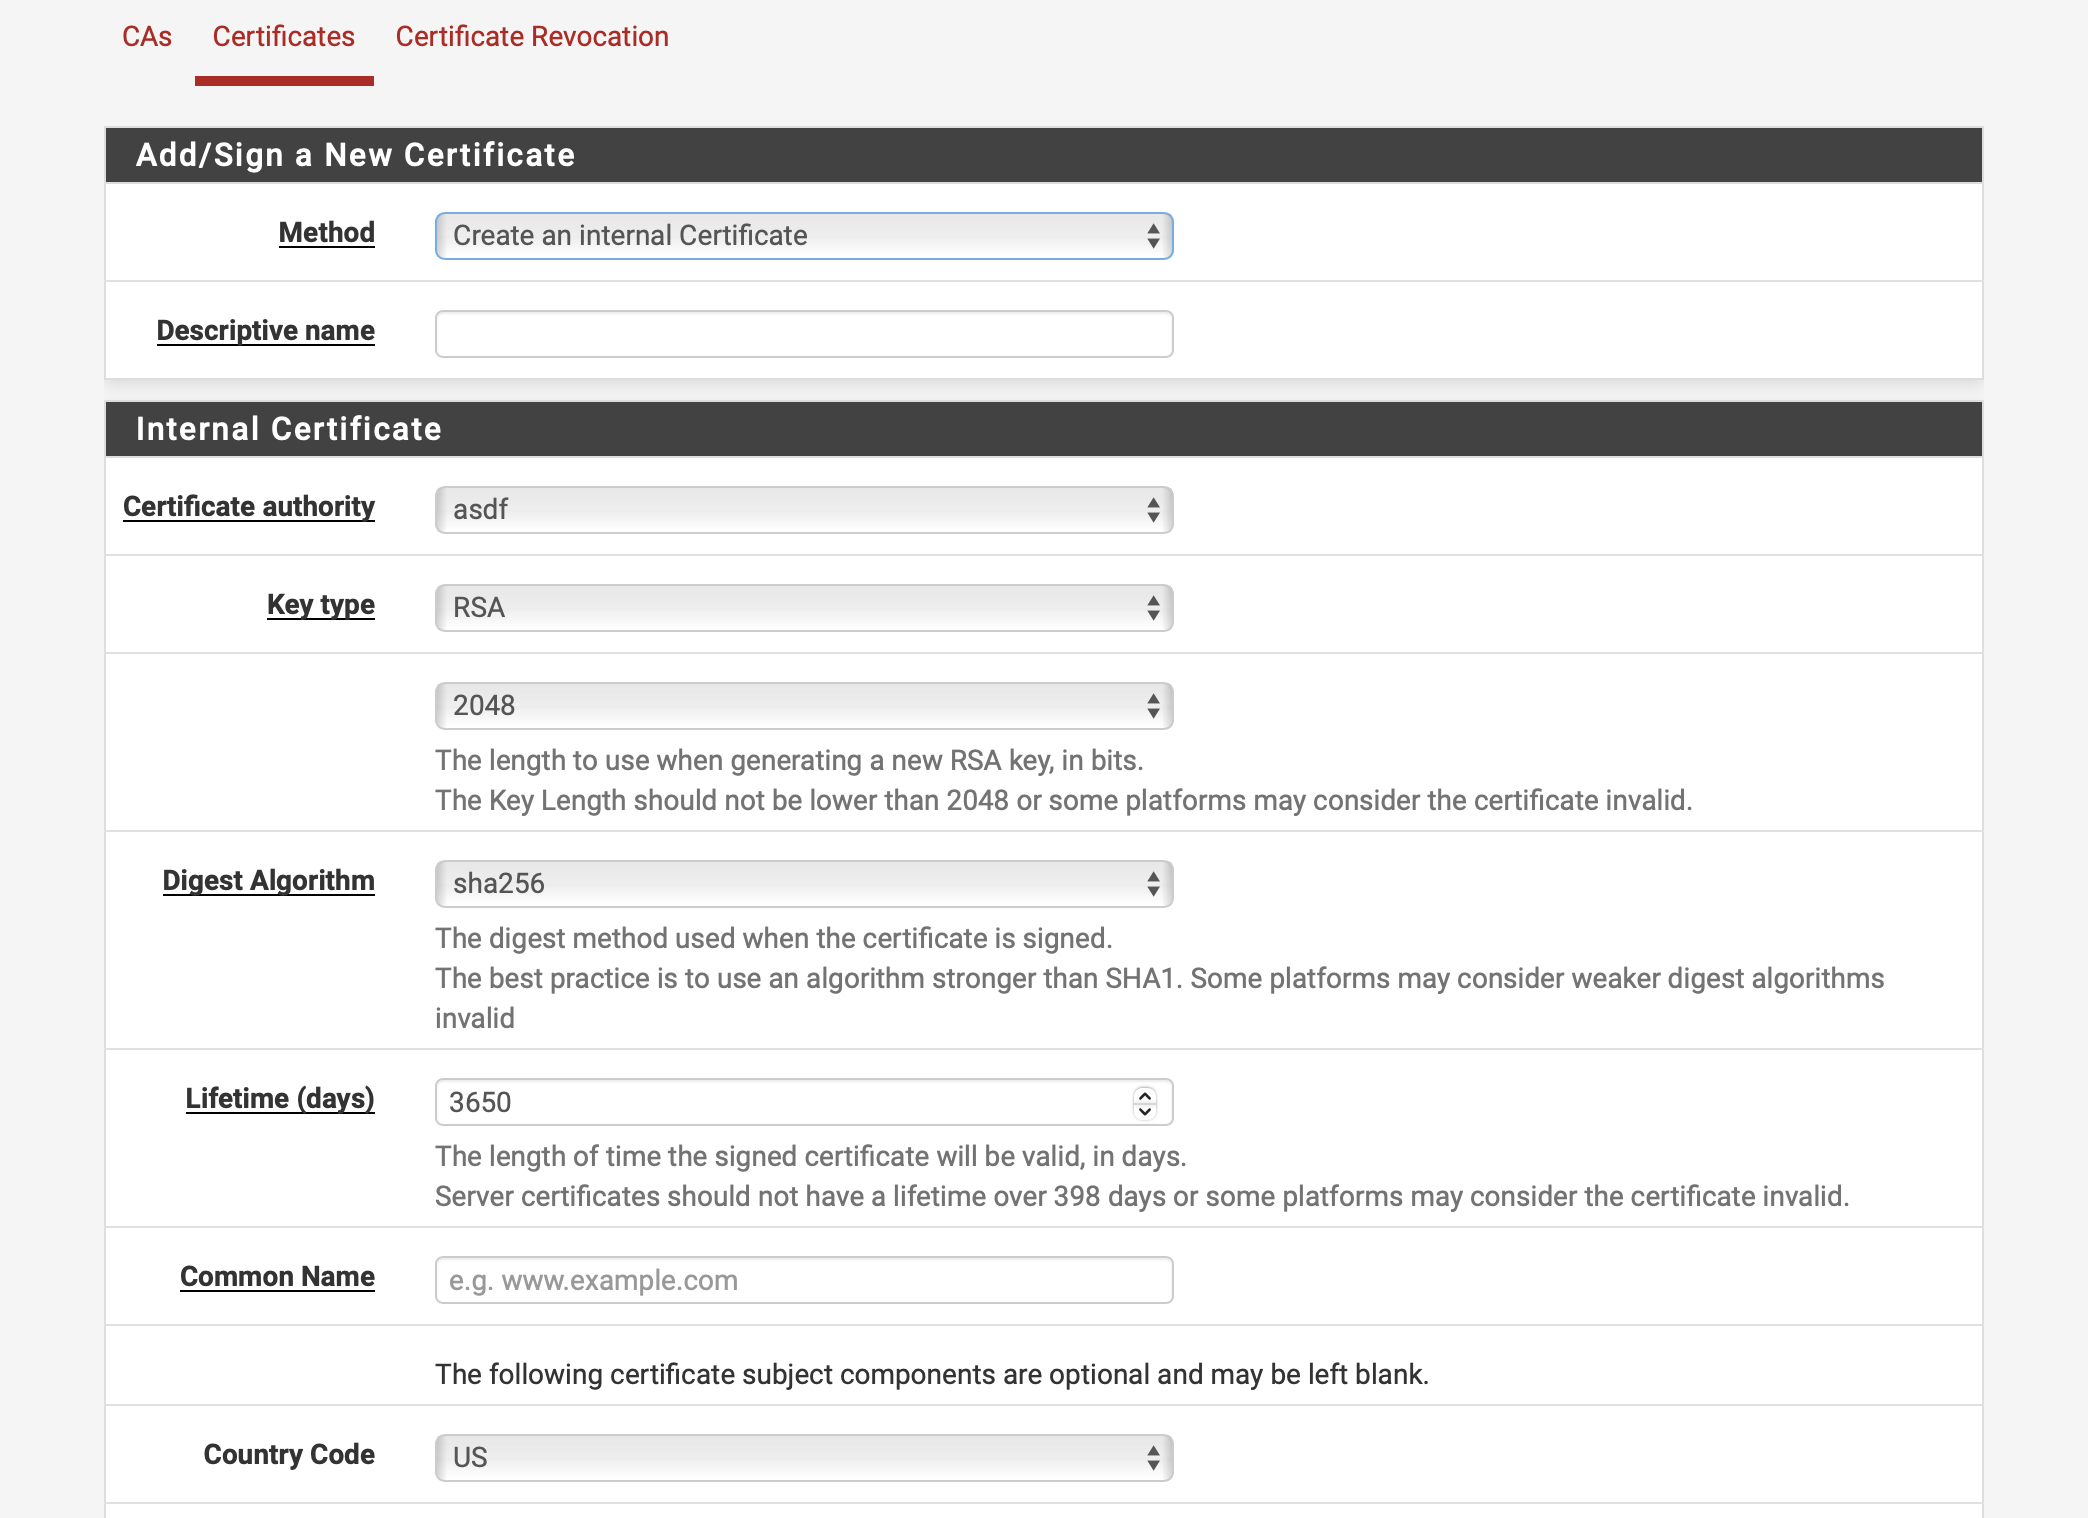 CAs Certificates Certificate Revocation
Add/Sign a New Certificate
Method Create an internal Certificate
Descriptive name
Internal Certificate
Certificate authority asdf
Key type RSA
2048
The length to use when generating a new RSA key, in bits.
The Key Length should not be lower than 2048 or some platforms may consider the certificate invalid.
Digest Algorithm sha256
The digest method used when the certificate is signed.
The best practice is to use an algorithm stronger than SHA1. Some platforms may consider weaker digest algorithms
invalid
Lifetime (days) 3650
The length of time the signed certificate will be valid, in days.
Server certificates should not have a lifetime over 398 days or some platforms may consider the certificate invalid.
Common Name e.g. www.example.com
The following certificate subject components are optional and may be left blank.
Country Code US